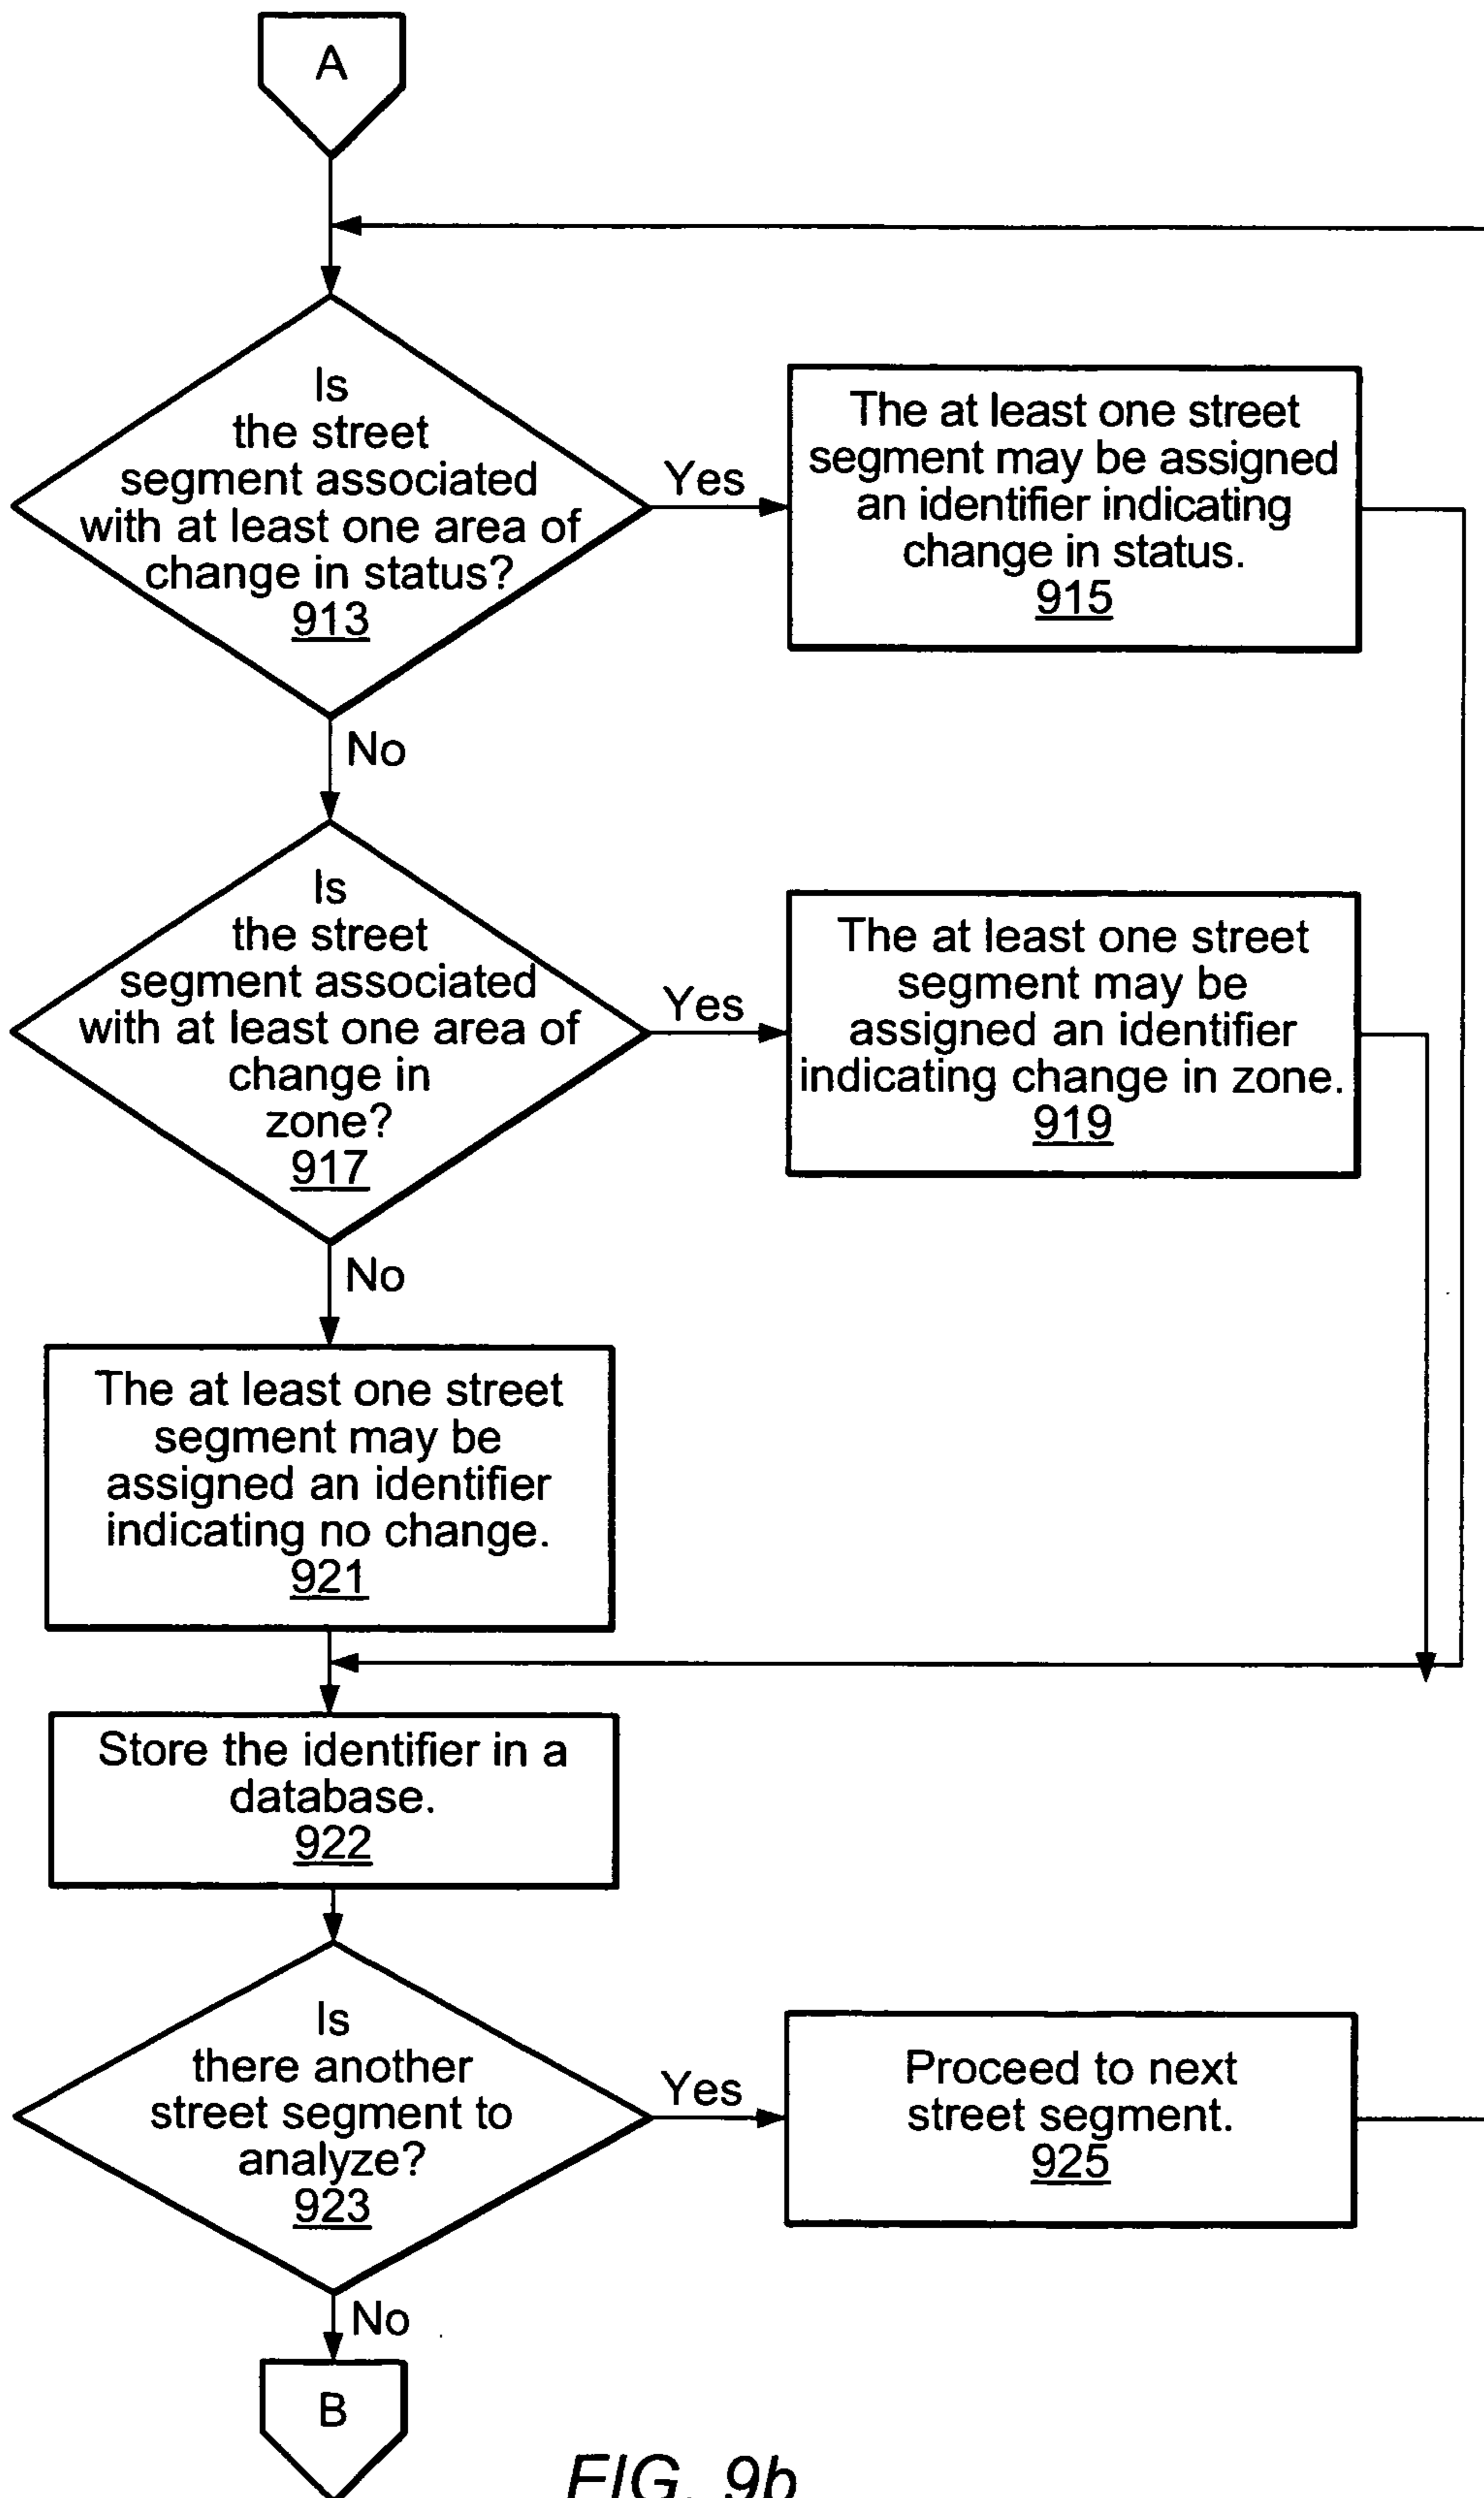 A
Is
the street
segment associated
with at least one area of
change in status?
913
Yes
The at least one street
segment may be assigned
an identifier indicating
change in status.
915
No
Is
the street
segment associated
with at least one area of
change in
zone?
917
Yes
The at least one street
segment may be
assigned an identifier
indicating change in zone.
919
No
The at least one street
segment may be
assigned an identifier
indicating no change.
921
Store the identifier in a
database.
922
Is
there another
street segment to
analyze?
923
Yes
Proceed to next
street segment.
925
No
B
FIG. 9b